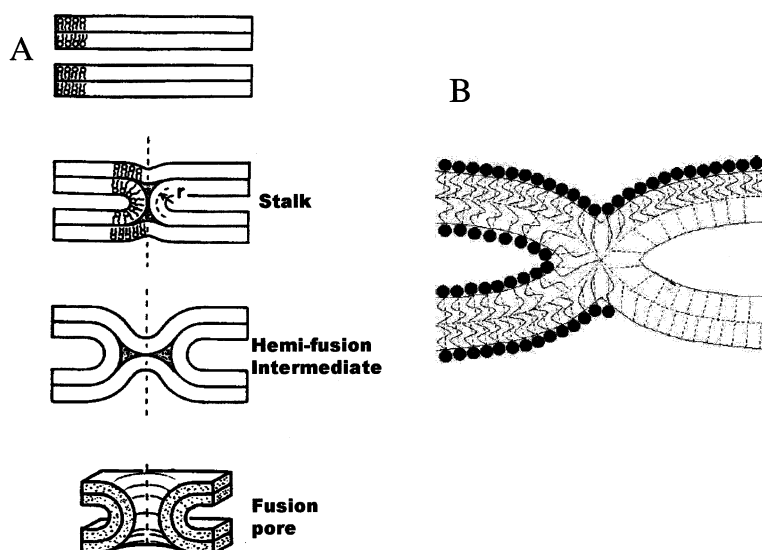 A
B
r
Stalk
Hemi-fusion
Intermediate
Fusion
pore